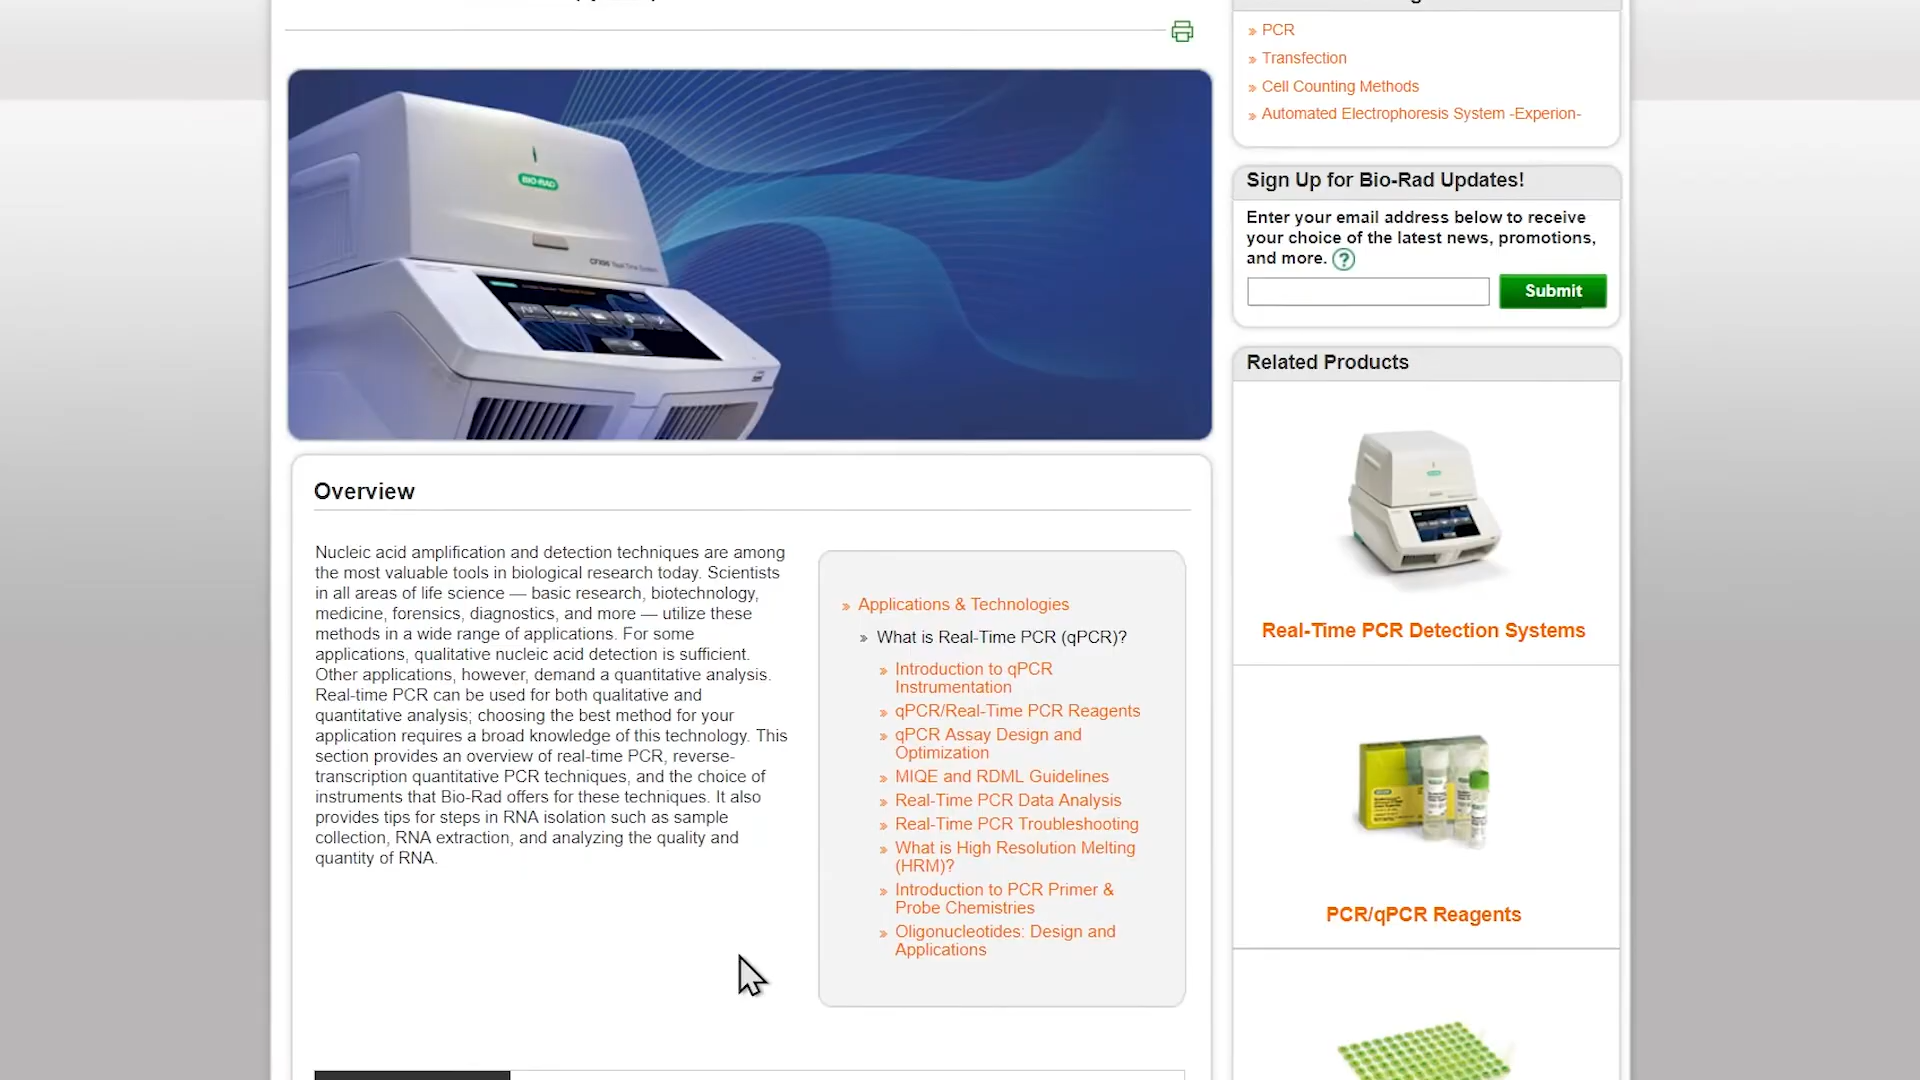 PCR
Transfection
Cell Counting Methods
Automated Electrophoresis System -Experion-
BIO-RAD
Sign Up for Bio-Rad Updates!
Enter your email address below to receive
your choice of the latest news, promotions,
and more. ?
Submit
Related Products
Real-Time PCR Detection Systems
PCR/qPCR Reagents
Overview
Nucleic acid amplification and detection techniques are among
the most valuable tools in biological research today. Scientists
in all areas of life science — basic research, biotechnology,
medicine, forensics, diagnostics, and more — utilize these
methods in a wide range of applications. For some
applications, qualitative nucleic acid detection is sufficient.
Other applications, however, demand a quantitative analysis.
Real-time PCR can be used for both qualitative and
quantitative analysis; choosing the best method for your
application requires a broad knowledge of this technology. This
section provides an overview of real-time PCR, reverse-
transcription quantitative PCR techniques, and the choice of
instruments that Bio-Rad offers for these techniques. It also
provides tips for steps in RNA isolation such as sample
collection, RNA extraction, and analyzing the quality and
quantity of RNA.
Applications & Technologies
What is Real-Time PCR (qPCR)?
Introduction to qPCR
Instrumentation
qPCR/Real-Time PCR Reagents
qPCR Assay Design and
Optimization
MIQE and RDML Guidelines
Real-Time PCR Data Analysis
Real-Time PCR Troubleshooting
What is High Resolution Melting
(HRM)?
Introduction to PCR Primer &
Probe Chemistries
Oligonucleotides: Design and
Applications